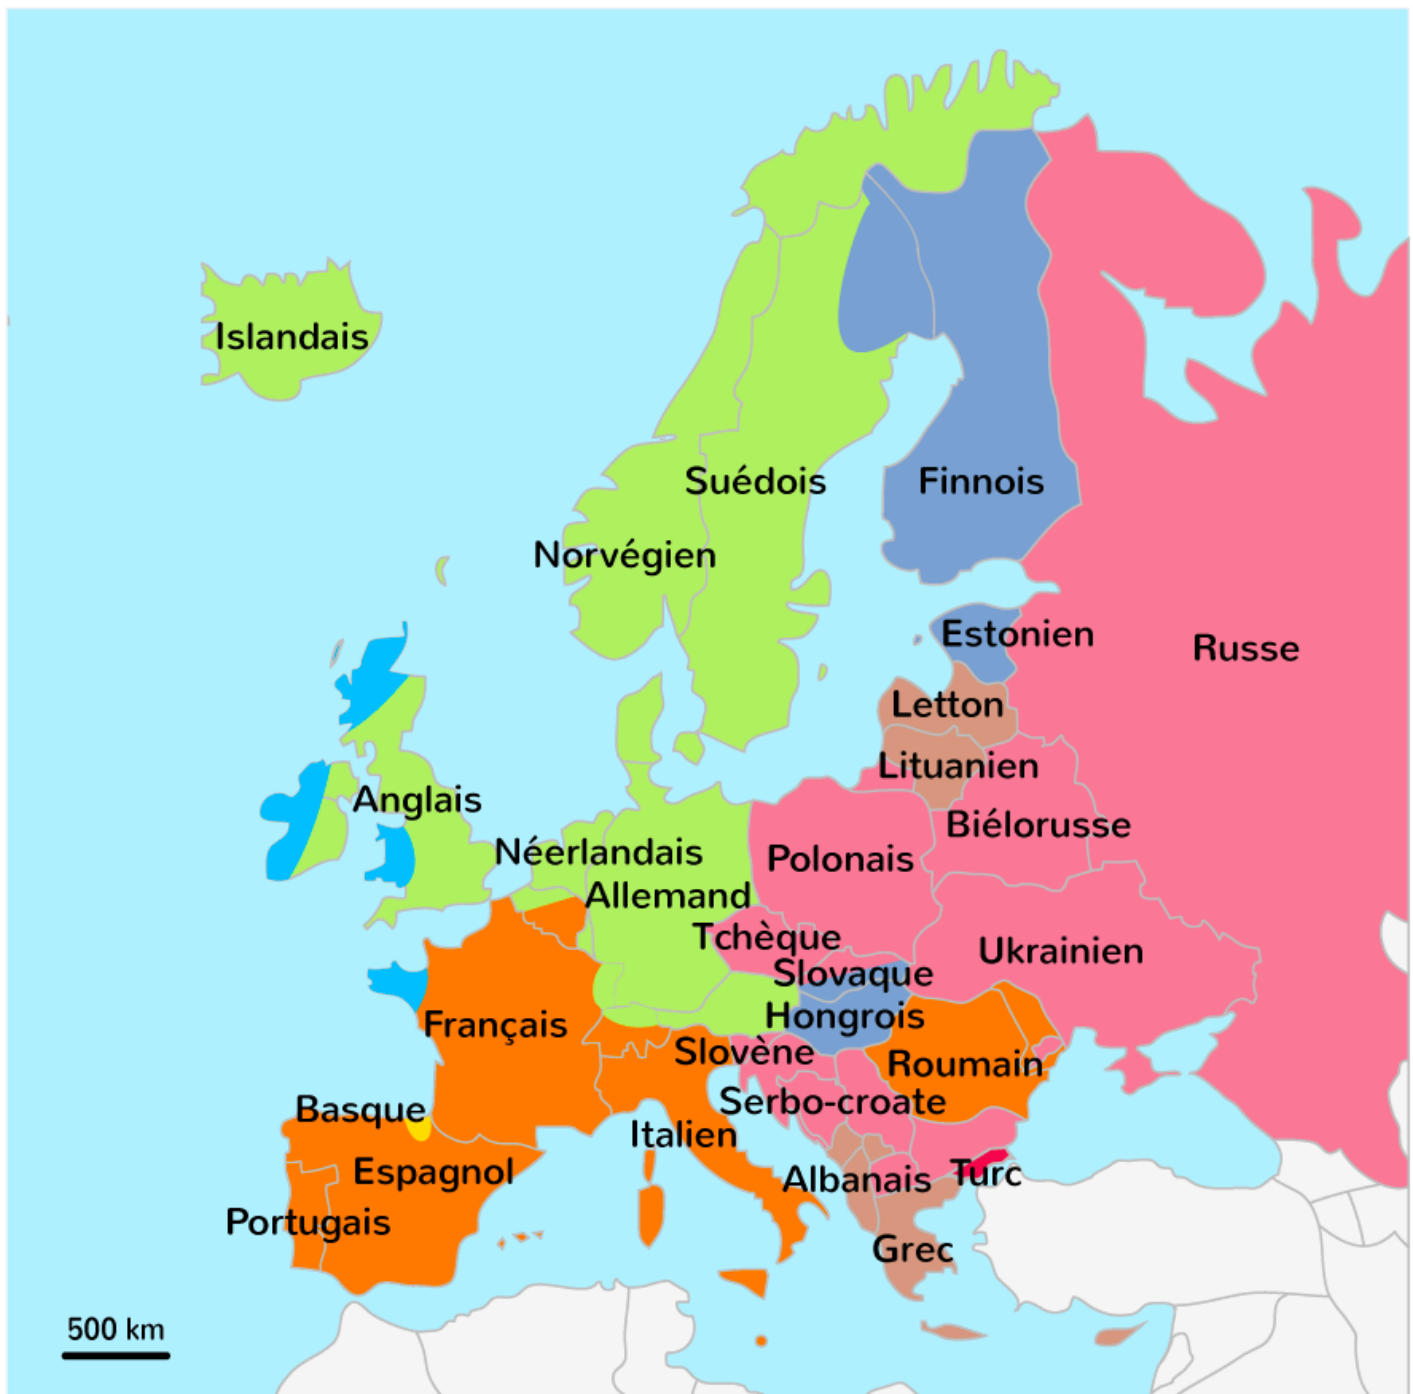 Islandais
Suédois
Finnois
Norvégien
Estonien
Russe
Letton
Lituanien
Anglais
Biélorusse
Néerlandais
Polonais
Allemand
Tchèque
Ukrainien
Slovaque
Hongrois
Français
Slovène
Roumain
Serbo-croate
Basque
Italien
Espagnol
Albanais
Turc
Portugais
Grec
500 km